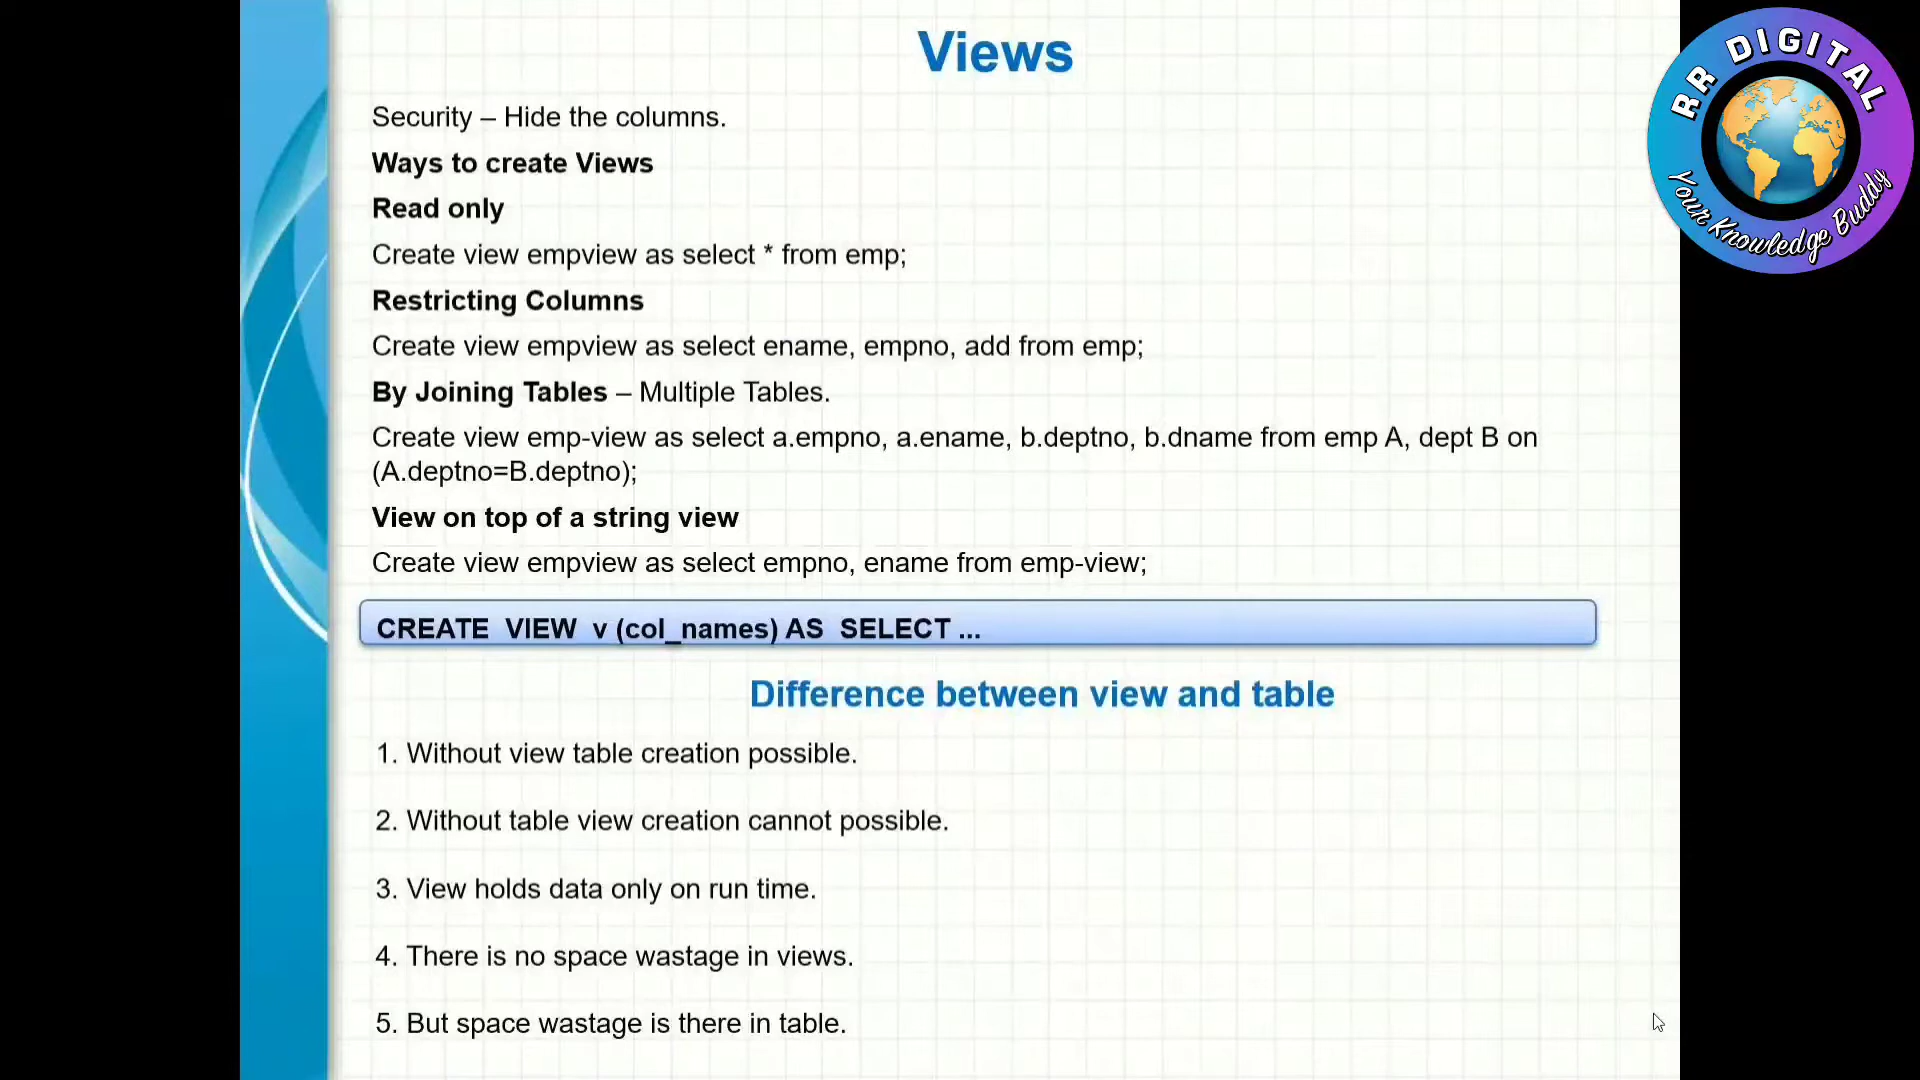 Views
RR DIGITAL
Your Knowledge Buddy
Security – Hide the columns.
Ways to create Views
Read only
Create view empview as select * from emp;
Restricting Columns
Create view empview as select ename, empno, add from emp;
By Joining Tables – Multiple Tables.
Create view emp-view as select a.empno, a.ename, b.deptno, b.dname from emp A, dept B on
(A.deptno=B.deptno);
View on top of a string view
Create view empview as select empno, ename from emp-view;
CREATE VIEW v (col_names) AS SELECT ...
Difference between view and table
1. Without view table creation possible.
2. Without table view creation cannot possible.
3. View holds data only on run time.
4. There is no space wastage in views.
5. But space wastage is there in table.